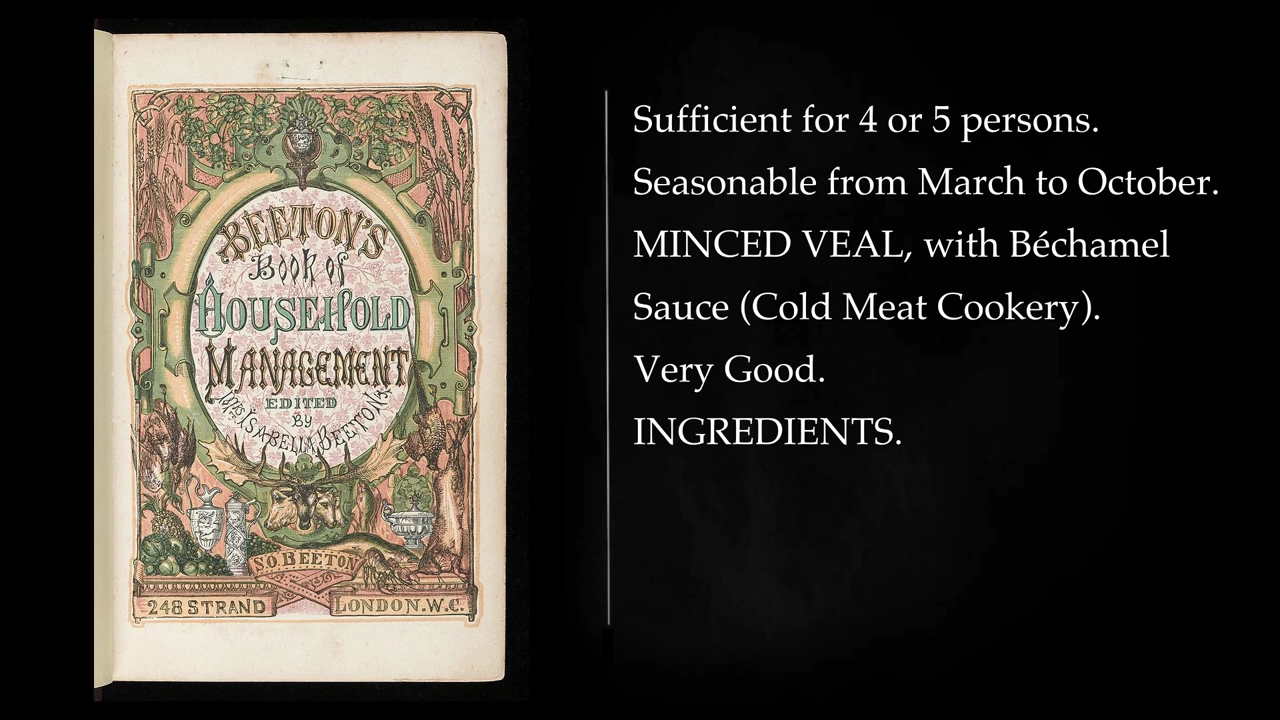 BEETON'S
Book of
HOUSEHOLD
MANAGEMENT
EDITED
BY
MRS ISABELLA BEETON
S.O. BEETON
248 STRAND
LONDON. W.C.
Sufficient for 4 or 5 persons.
Seasonable from March to October.
MINCED VEAL, with Béchamel
Sauce (Cold Meat Cookery).
Very Good.
INGREDIENTS.